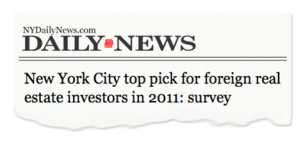 NYDailyNews.com
DAILY NEWS
New York City top pick for foreign real
estate investors in 2011: survey